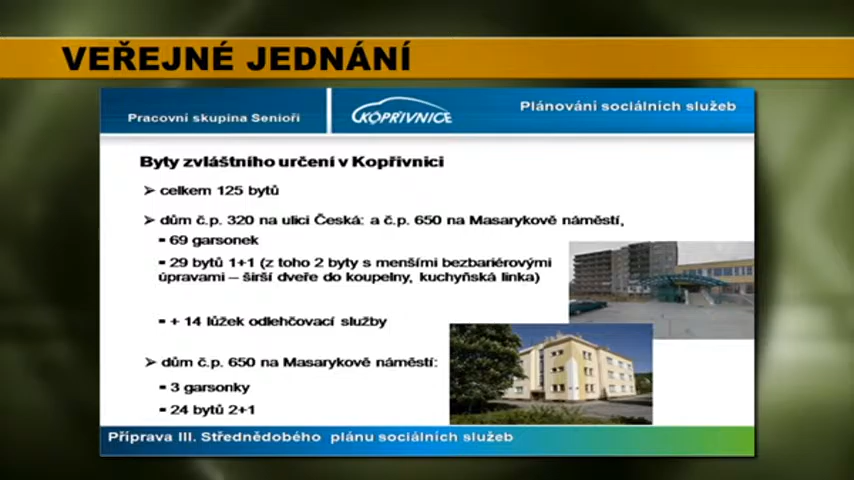 VEŘEJNÉ JEDNÁNÍ
Pracovní skupina Senioři
KOPŘIVNICE
Plánování sociálních služeb
Byty zvláštního určení v Kopřivnici
➢ celkem 125 bytů
➢ dům č.p. 320 na ulici Česká: a č.p. 650 na Masarykově náměstí,
▪ 69 garsonek
▪ 29 bytů 1+1 (z toho 2 byty s menšími bezbariérovými
úpravami – širší dveře do koupelny, kuchyňská linka)
▪ + 14 lůžek odlehčovací služby
➢ dům č.p. 650 na Masarykově náměstí:
▪ 3 garsonky
▪ 24 bytů 2+1
Příprava III. Střednědobého plánu sociálních služeb